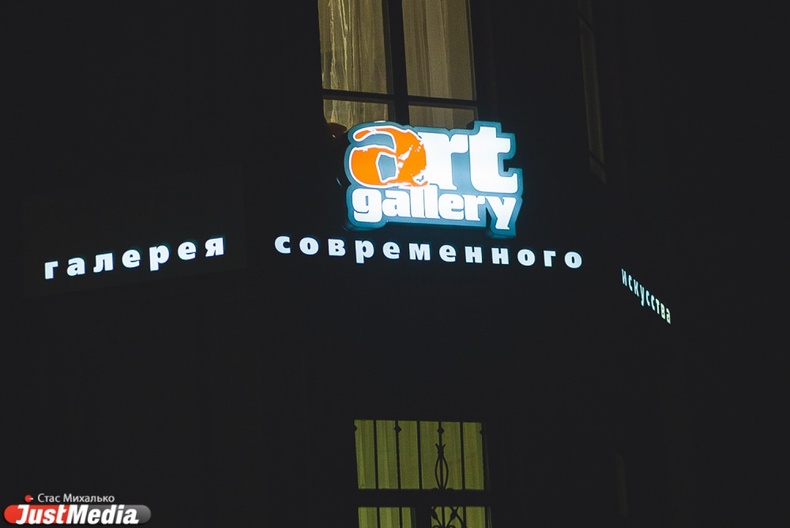 art
gallery
галерея современного искусства
Стас Михалько
JustMedia.